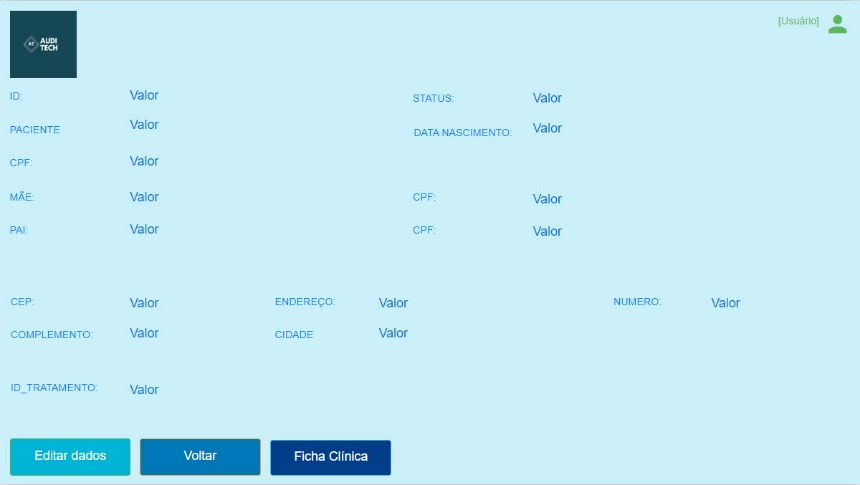 AUDI
TECH
[Usuário]
ID: Valor STATUS: Valor
PACIENTE Valor DATA NASCIMENTO: Valor
CPF: Valor
MÃE: Valor CPF: Valor
PAI: Valor CPF: Valor
CEP: Valor ENDEREÇO: Valor NUMERO: Valor
COMPLEMENTO: Valor CIDADE Valor
ID_TRATAMENTO: Valor
Editar dados Voltar Ficha Clínica